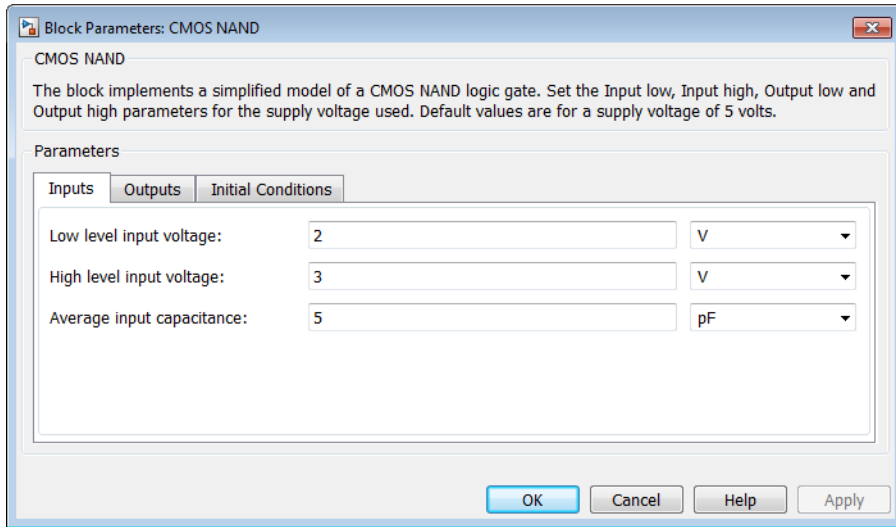 Block Parameters: CMOS NAND
CMOS NAND
The block implements a simplified model of a CMOS NAND logic gate. Set the Input low, Input high, Output low and
Output high parameters for the supply voltage used. Default values are for a supply voltage of 5 volts.
Parameters
Inputs Outputs Initial Conditions
Low level input voltage: 2 V
High level input voltage: 3 V
Average input capacitance: 5 pF
OK Cancel Help Apply